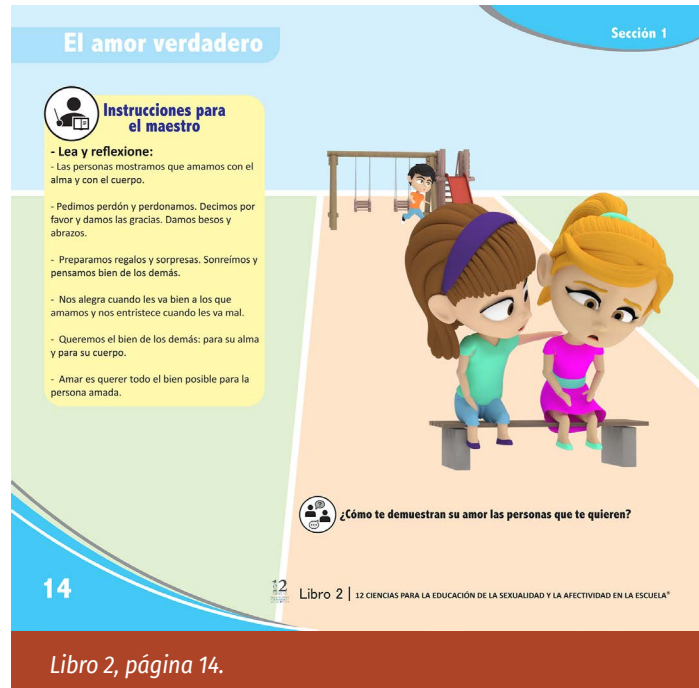 El amor verdadero
Sección 1
Instrucciones para
el maestro
- Lea y reflexione:
- Las personas mostramos que amamos con el
alma y con el cuerpo.
- Pedimos perdón y perdonamos. Decimos por
favor y damos las gracias. Damos besos y
abrazos.
- Preparamos regalos y sorpresas. Sonreímos y
pensamos bien de los demás.
- Nos alegra cuando les va bien a los que
amamos y nos entristece cuando les va mal.
- Queremos el bien de los demás: para su alma
y para su cuerpo.
- Amar es querer todo el bien posible para la
persona amada.
¿Cómo te demuestran su amor las personas que te quieren?
14
12
Libro 2 | 12 CIENCIAS PARA LA EDUCACIÓN DE LA SEXUALIDAD Y LA AFECTIVIDAD EN LA ESCUELA®
Libro 2, página 14.